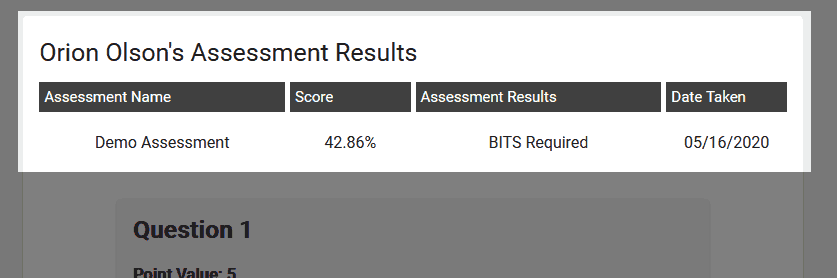 Orion Olson's Assessment Results
Assessment Name Score Assessment Results Date Taken
Demo Assessment 42.86% BITS Required 05/16/2020
Question 1
Point Value: 5